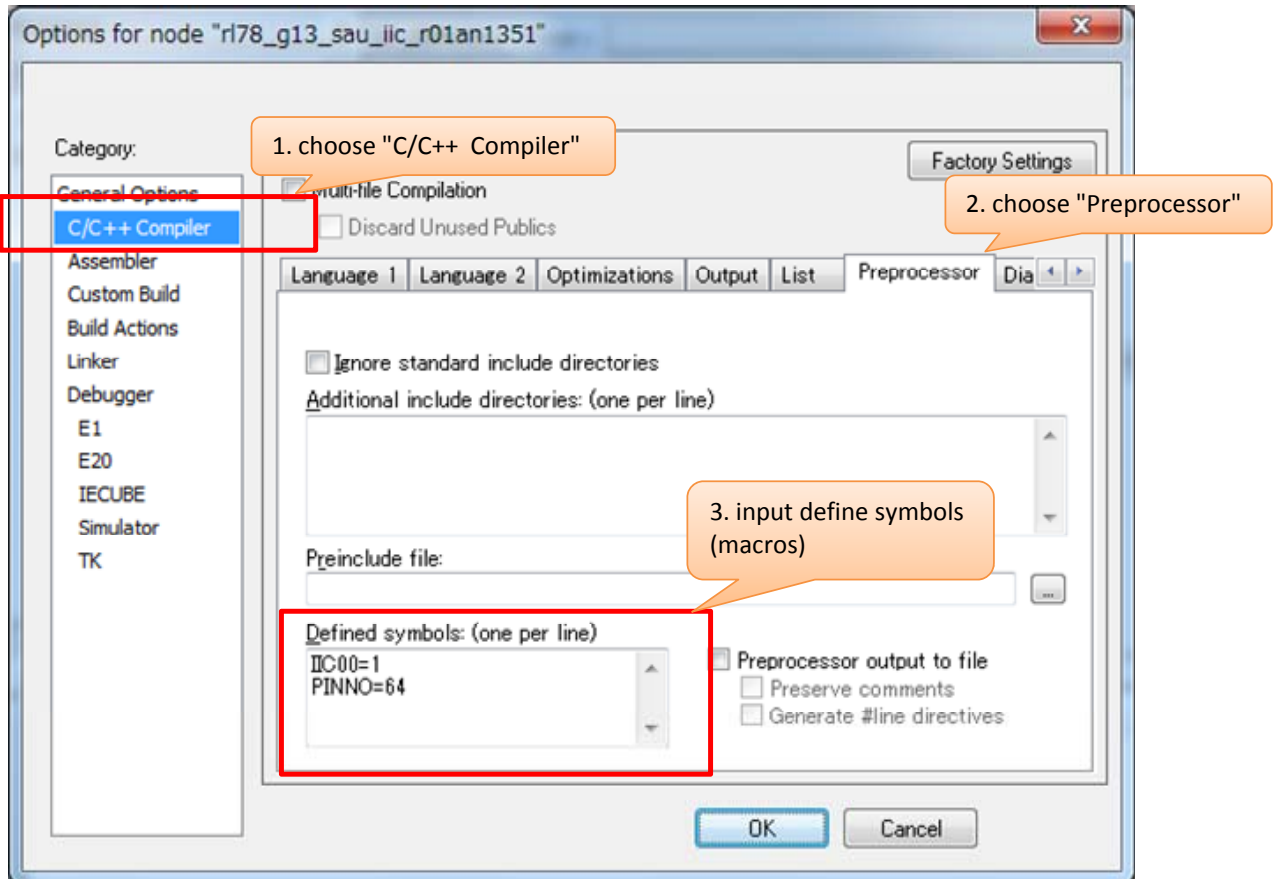 Options for node "rl78_g13_sau_iic_r01an1351"
1. choose "C/C++ Compiler"
Category:
Factory Settings
General Options
Multi-file Compilation
2. choose "Preprocessor"
C/C++ Compiler
Discard Unused Publics
Assembler
Custom Build
Build Actions
Linker
Debugger
E1
E20
IECUBE
Simulator
TK
Language 1 Language 2 Optimizations Output List Preprocessor Dia
Ignore standard include directories
Additional include directories: (one per line)
3. input define symbols
(macros)
Preinclude file:
...
Defined symbols: (one per line)
IIC00=1
PINNO=64
Preprocessor output to file
Preserve comments
Generate #line directives
OK Cancel